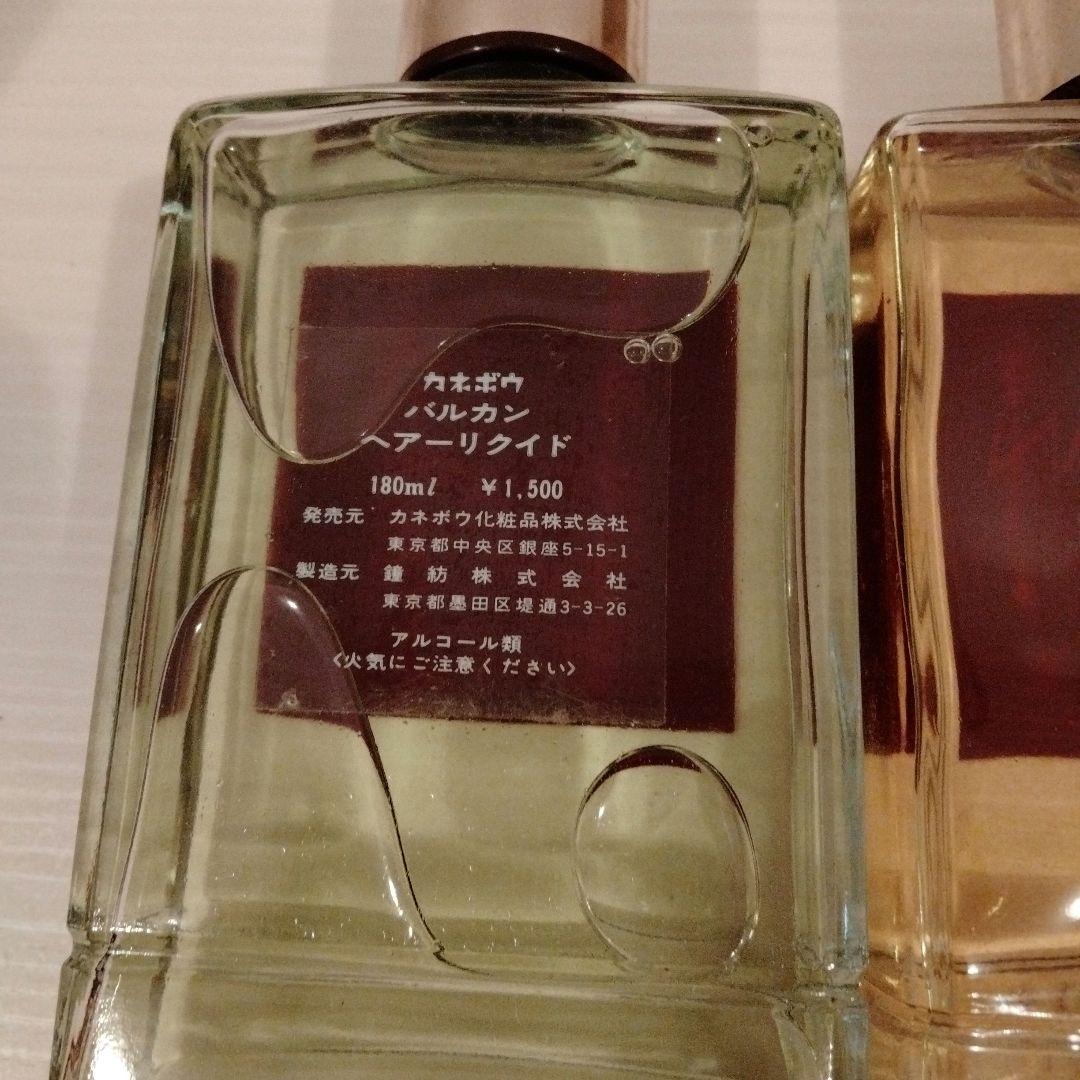 カネボウ
バルカン
ヘアーリクイド
180ml ￥1,500
発売元 カネボウ化粧品株式会社
東京都中央区銀座5-15-1
製造元 鐘紡株式会社
東京都墨田区堤通3-3-26
アルコール類
〈火気にご注意ください〉